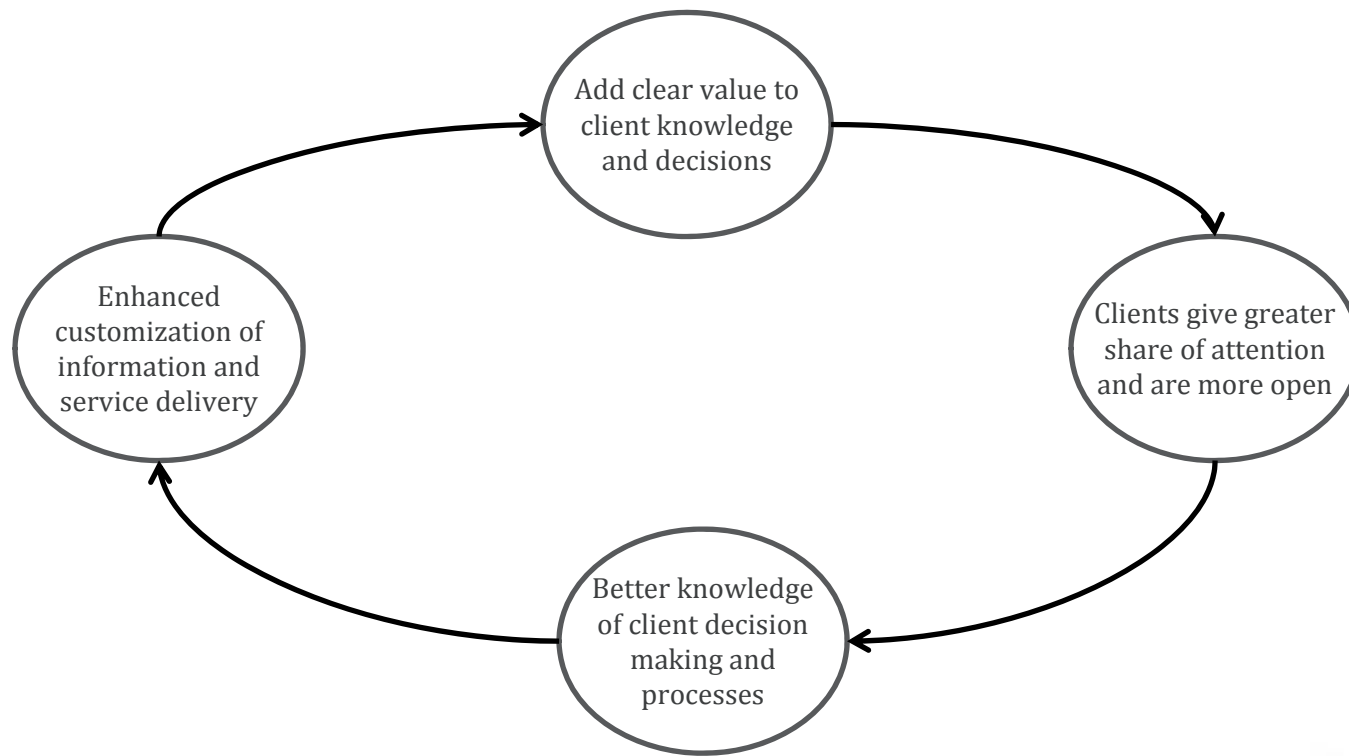 Add clear value to
client knowledge
and decisions
Clients give greater
share of attention
and are more open
Better knowledge
of client decision
making and
processes
Enhanced
customization of
information and
service delivery